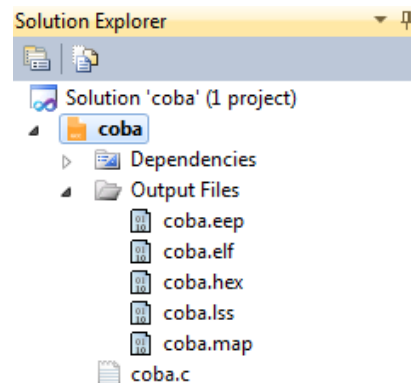 Solution Explorer
Solution 'coba' (1 project)
coba
Dependencies
Output Files
coba.eep
coba.elf
coba.hex
coba.lss
coba.map
coba.c